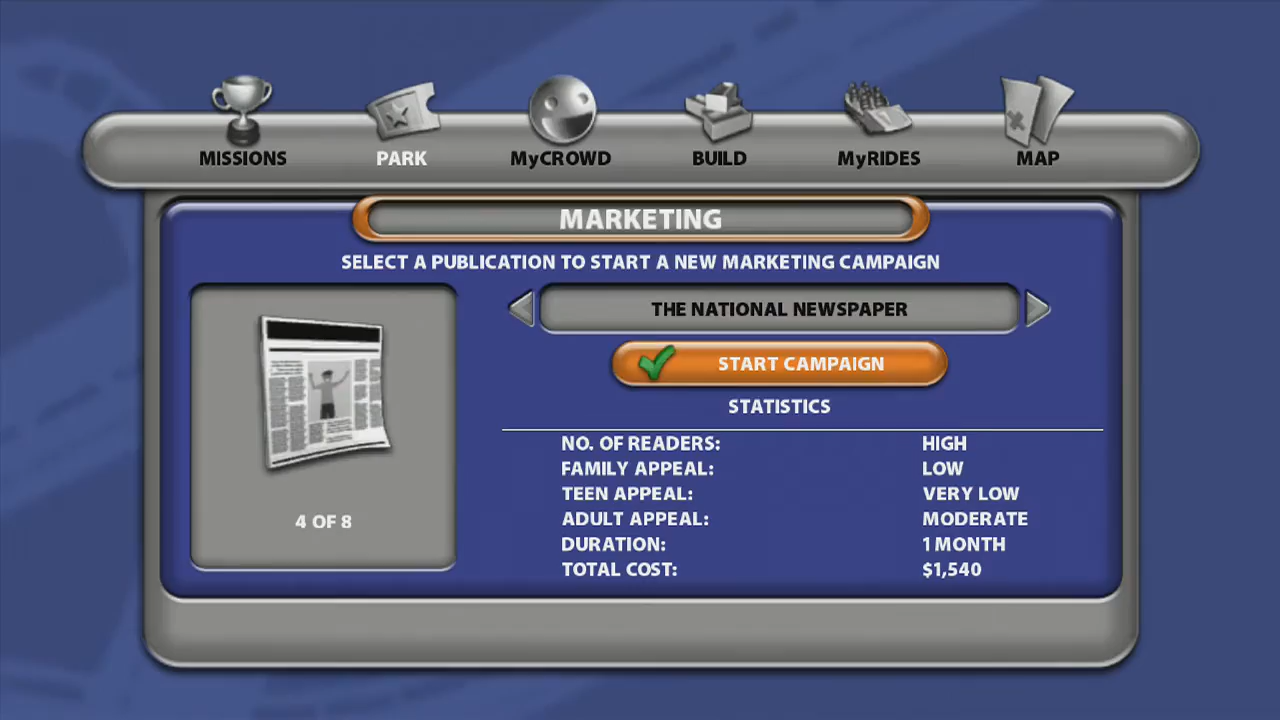 MISSIONS
PARK
MyCROWD
BUILD
MyRIDES
MAP
MARKETING
SELECT A PUBLICATION TO START A NEW MARKETING CAMPAIGN
THE NATIONAL NEWSPAPER
START CAMPAIGN
STATISTICS
NO. OF READERS: HIGH
FAMILY APPEAL: LOW
TEEN APPEAL: VERY LOW
ADULT APPEAL: MODERATE
DURATION: 1 MONTH
TOTAL COST: $1,540
4 OF 8